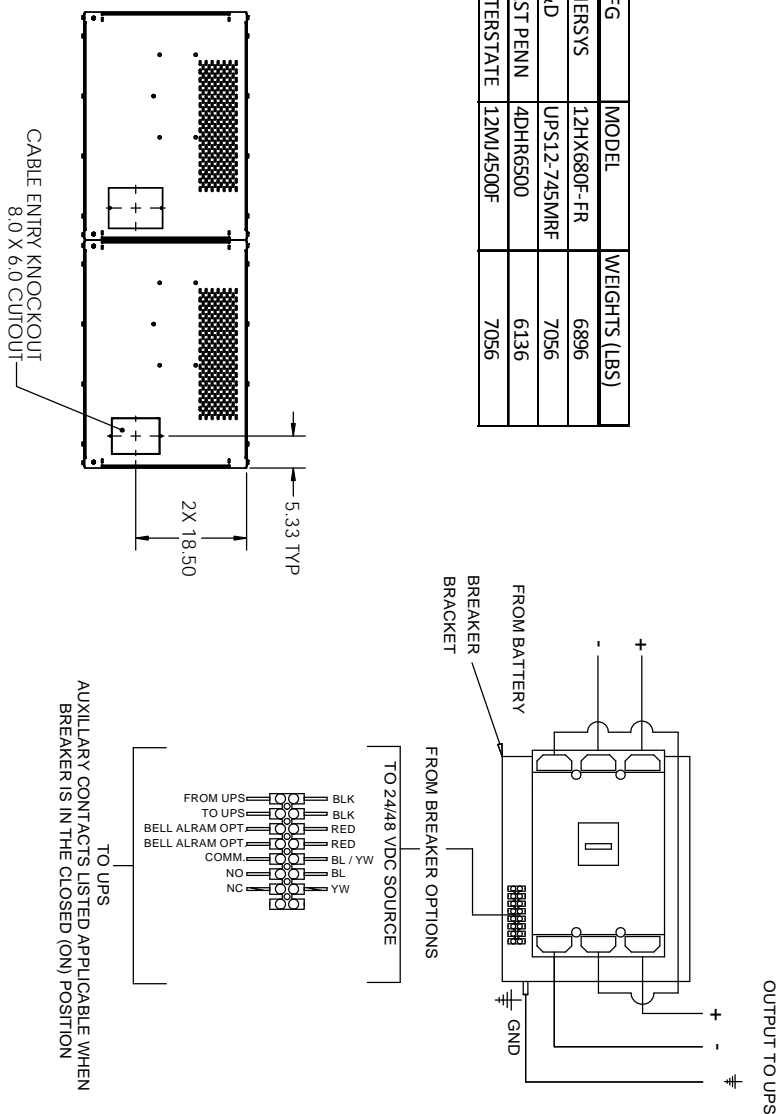 FG MODEL WEIGHTS (LBS)
IERSYS 12HX680F-FR 6896
&D UPS12-745MRF 7056
ST PENN 4DHR6500 6136
TERSTATE 12MJ4500F 7056
CABLE ENTRY KNOCKOUT
8.0 X 6.0 CUTOUT
5.33 TYP
2X 18.50
OUTPUT TO UPS
+
-
GND
+
-
FROM BATTERY
BREAKER
BRACKET
FROM BREAKER OPTIONS
TO 24/48 VDC SOURCE
FROM UPS BLK
TO UPS BLK
BELL ALRAM OPT. RED
BELL ALRAM OPT. RED
COMM. BL / YW
NO BL
NC YW
TO UPS
AUXILLARY CONTACTS LISTED APPLICABLE WHEN
BREAKER IS IN THE CLOSED (ON) POSITION